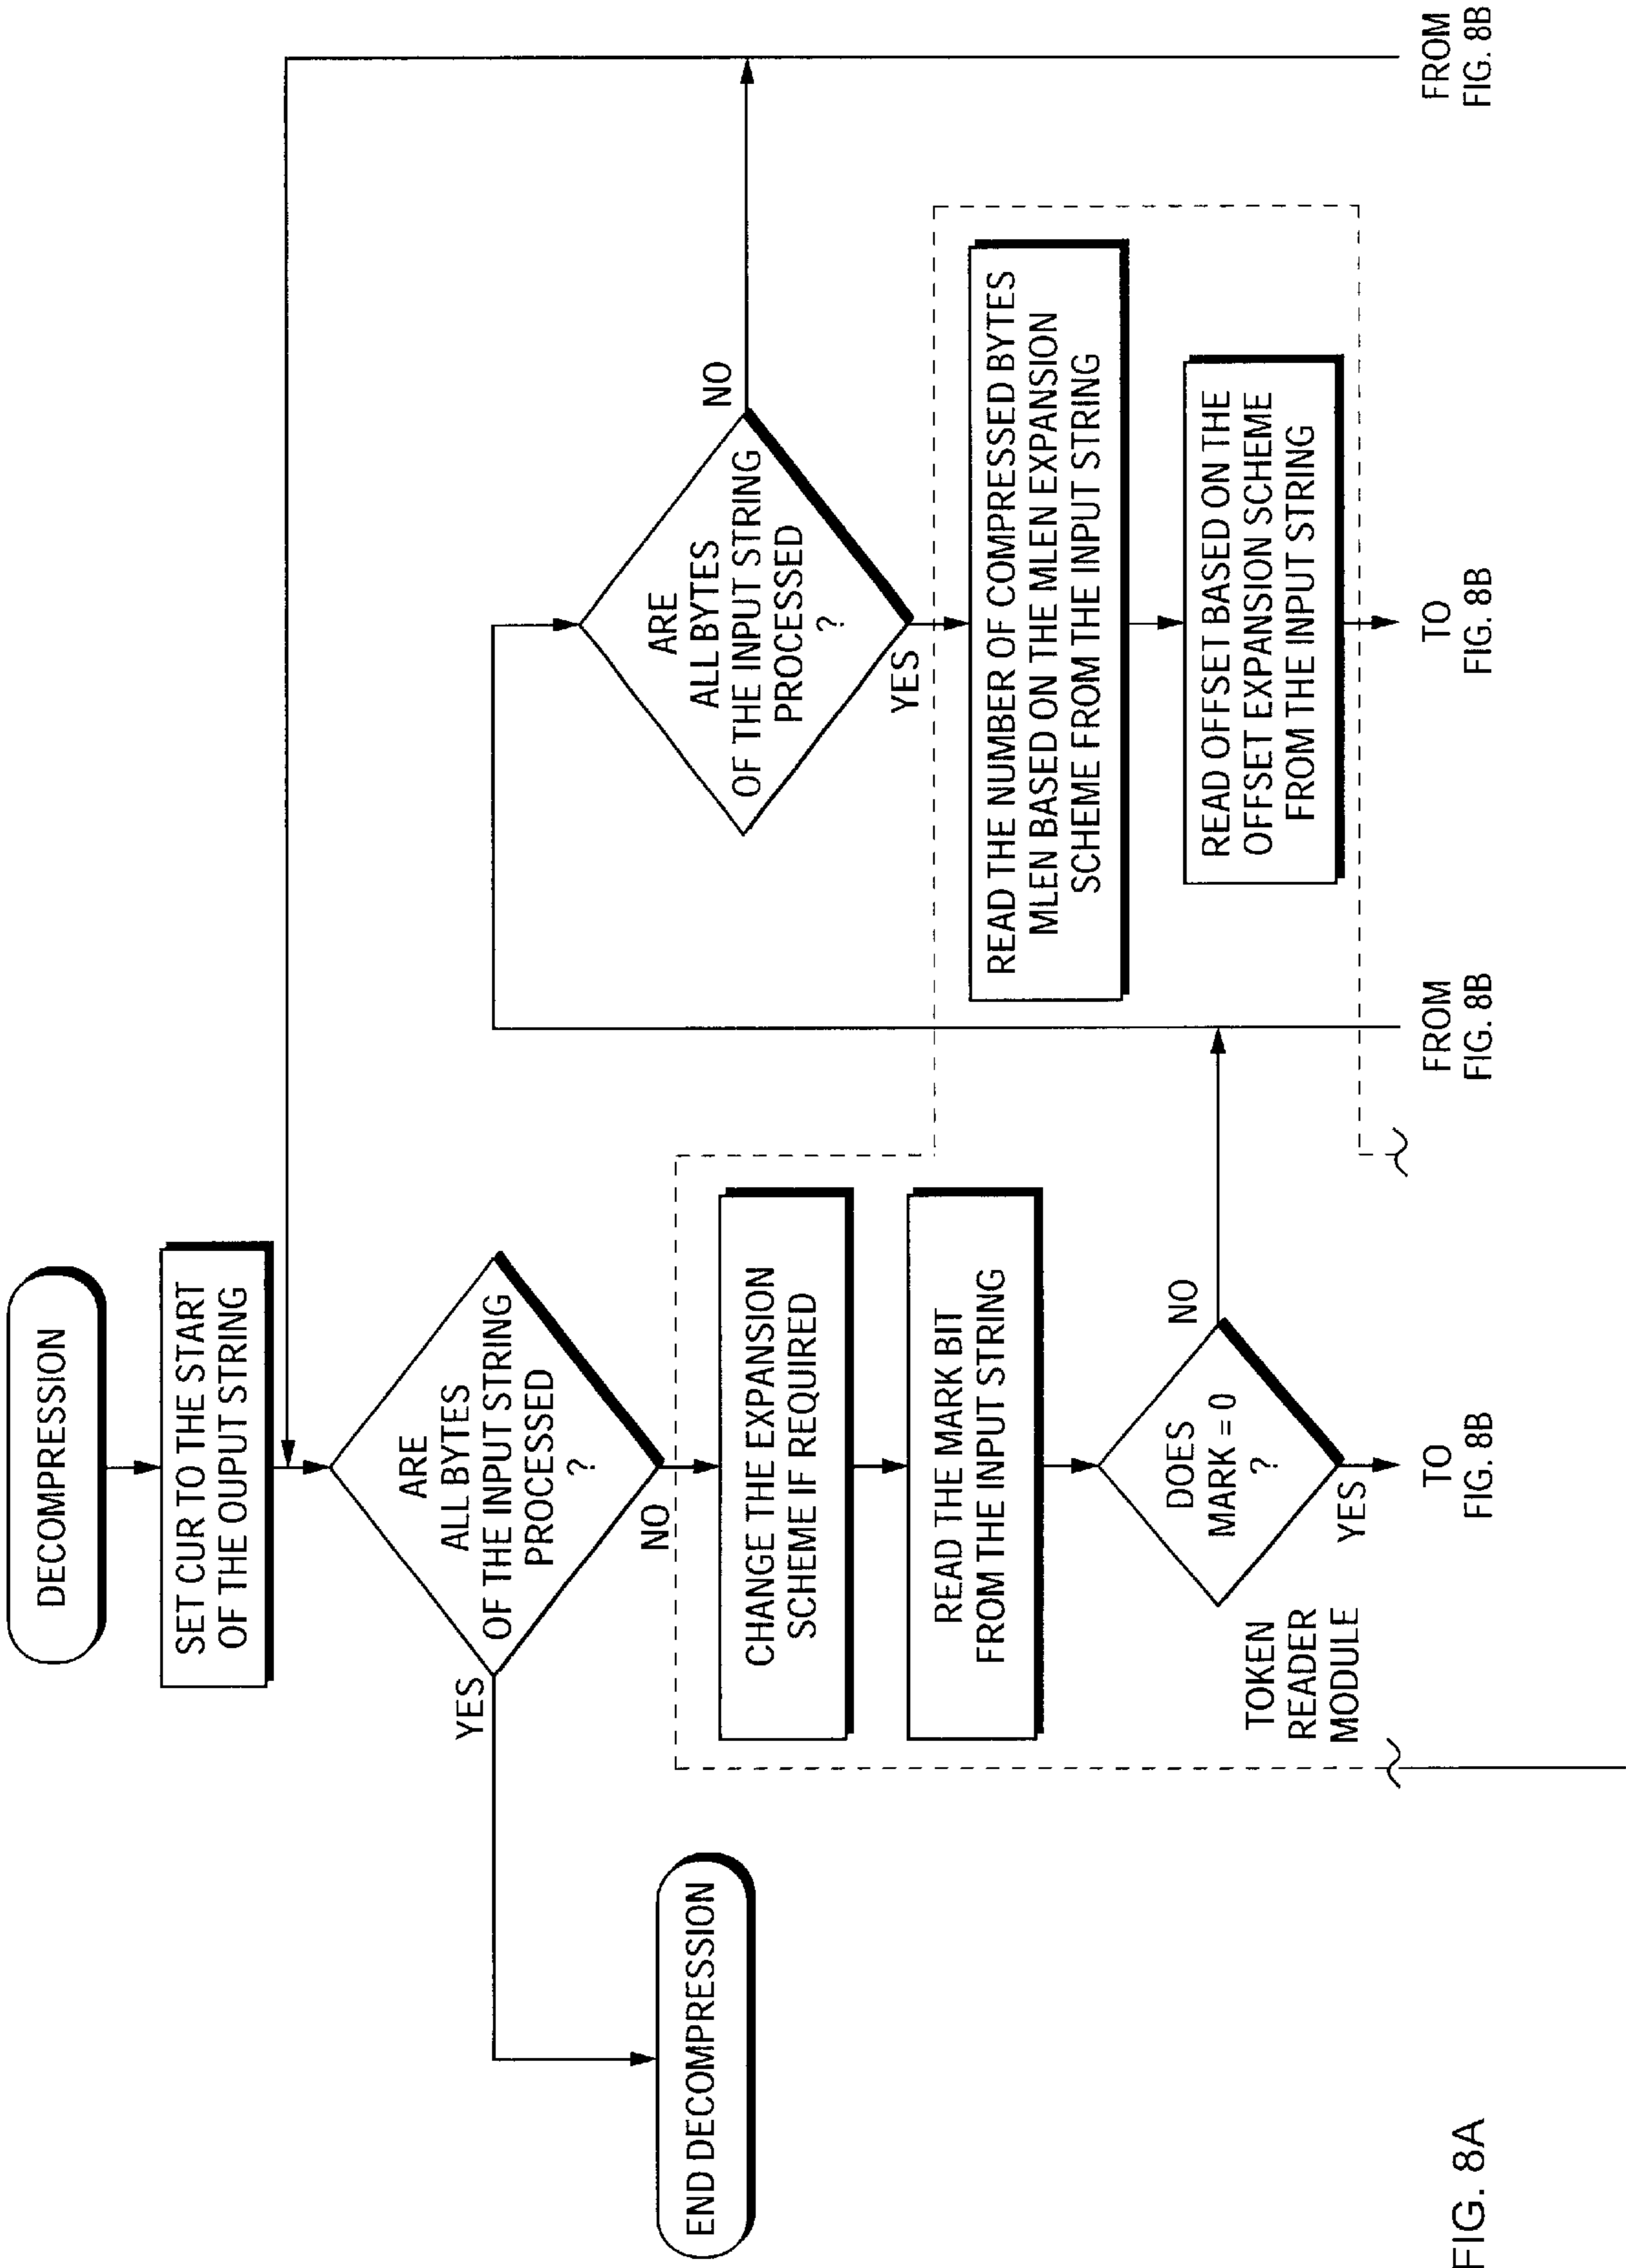 DECOMPRESSION
SET CUR TO THE START
OF THE OUPUT STRING
ARE
ALL BYTES
OF THE INPUT STRING
PROCESSED
?
YES
NO
END DECOMPRESSION
CHANGE THE EXPANSION
SCHEME IF REQUIRED
READ THE MARK BIT
FROM THE INPUT STRING
DOES
MARK = 0
?
NO
YES
TOKEN
READER
MODULE
TO
FIG. 8B
FROM
FIG. 8B
ARE
ALL BYTES
OF THE INPUT STRING
PROCESSED
?
NO
YES
READ THE NUMBER OF COMPRESSED BYTES
MLEN BASED ON THE MLEN EXPANSION
SCHEME FROM THE INPUT STRING
READ OFFSET BASED ON THE
OFFSET EXPANSION SCHEME
FROM THE INPUT STRING
TO
FIG. 8B
FROM
FIG. 8B
FIG. 8A